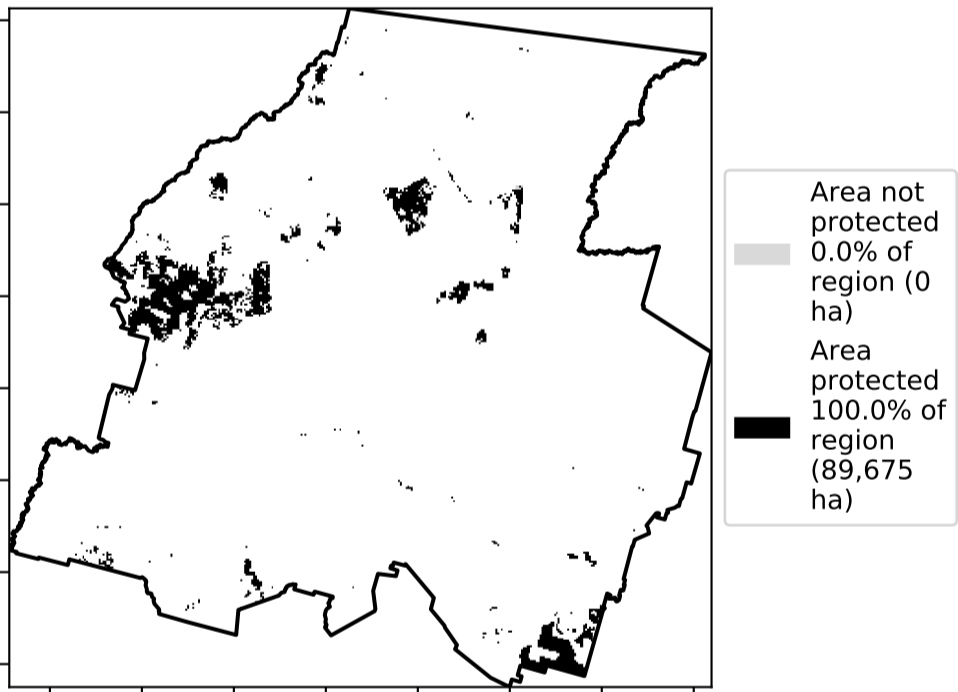 Area not
protected
0.0% of
region (0
ha)
Area
protected
100.0% of
region
(89,675
ha)